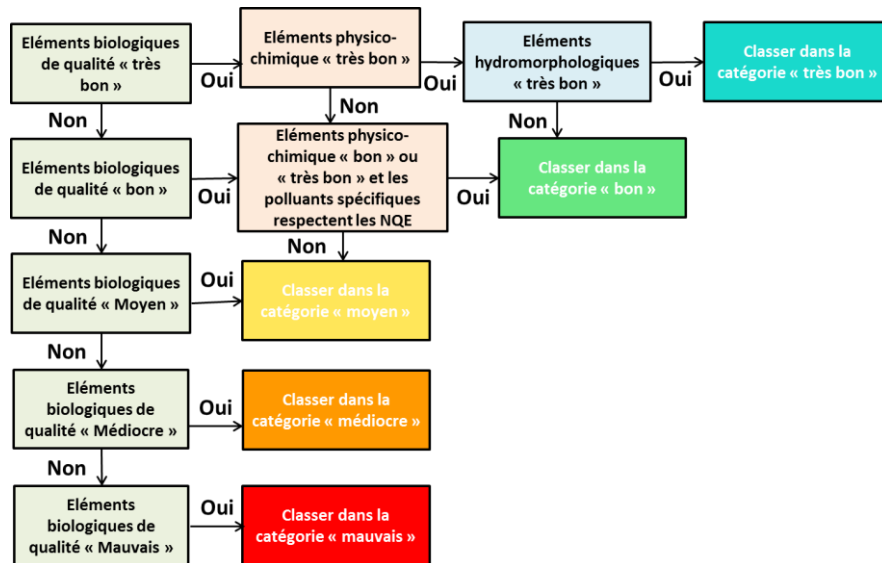 Eléments biologiques
de qualité « très
bon »
Oui
Eléments physico-
chimique « très bon »
Oui
Eléments
hydromorphologiques
« très bon »
Oui
Classer dans la
catégorie « très bon »
Non
Non
Non
Eléments biologiques
de qualité « bon »
Oui
Eléments physico-
chimique « bon » ou
« très bon » et les
polluants spécifiques
respectent les NQE
Oui
Classer dans la
catégorie « bon »
Non
Non
Eléments biologiques
de qualité « Moyen »
Oui
Classer dans la
catégorie « moyen »
Non
Eléments
biologiques de
qualité « Médiocre »
Oui
Classer dans la
catégorie « médiocre »
Non
Eléments
biologiques de
qualité « Mauvais »
Oui
Classer dans la
catégorie « mauvais »